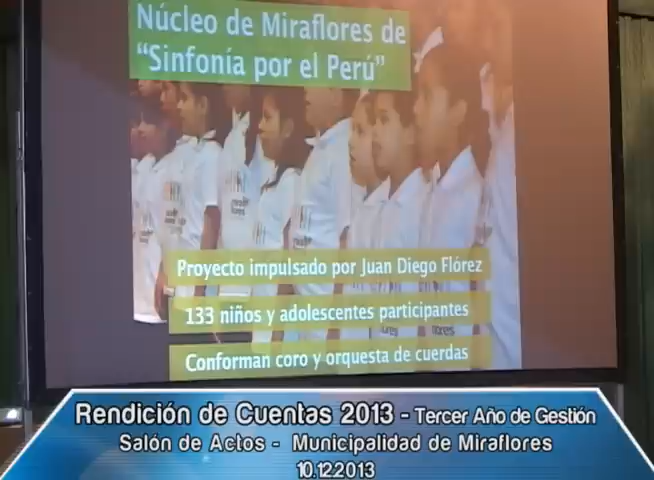 Núcleo de Miraflores de
“Sinfonía por el Perú”
Proyecto impulsado por Juan Diego Flórez
133 niños y adolescentes participantes
Conforman coro y orquesta de cuerdas
Rendición de Cuentas 2013 - Tercer Año de Gestión
Salón de Actos - Municipalidad de Miraflores
10.12.2013